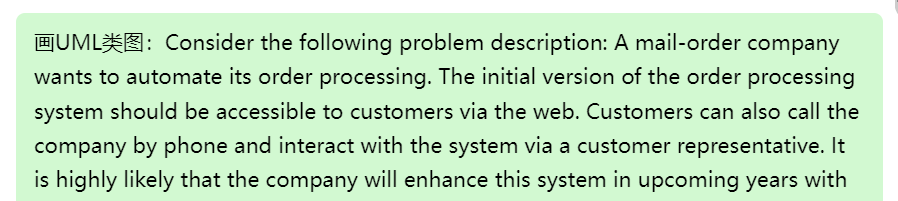 画UML类图：Consider the following problem description: A mail-order company
wants to automate its order processing. The initial version of the order processing
system should be accessible to customers via the web. Customers can also call the
company by phone and interact with the system via a customer representative. It
is highly likely that the company will enhance this system in upcoming years with